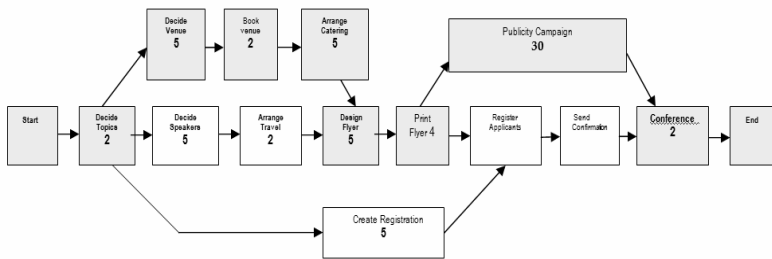 Decide
Venue
5
Book
venue
2
Arrange
Catering
5
Publicity Campaign
30
Start
Decide
Topics
2
Decide
Speakers
5
Arrange
Travel
2
Design
Flyer
5
Print
Flyer 4
Register
Applicants
Send
Confirmation
Conference
2
End
Create Registration
5